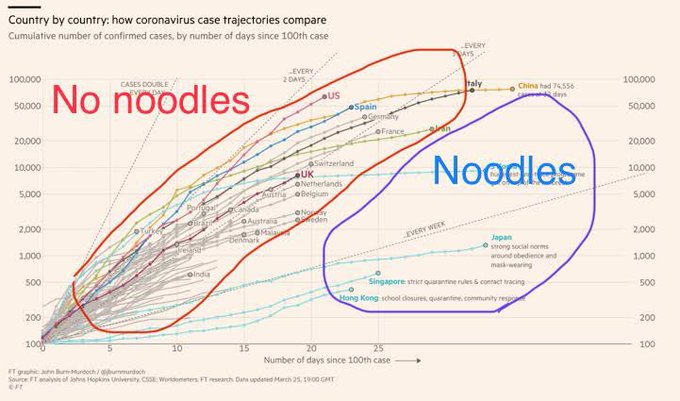 Country by country: how coronavirus case trajectories compare
Cumulative number of confirmed cases, by number of days since 100th case
...EVERY
2 DAYS
...EVERY
3 DAYS
CASES DOUBLE
EVERY DAY
No noodles
Noodles
100,000
50,000
20,000
10,000
5,000
2,000
1,000
500
200
100
100,000
50,000
20,000
10,000
5,000
2,000
1,000
500
200
100
US
Spain
Italy
China had 74,556
cases at
days
Germany
France
Iran
Switzerland
UK
Netherlands
Austria
Belgium
Portugal
Canada
Norway
Sweden
Turkey
Brazil
Australia
Malaysia
Denmark
Ireland
India
...EVERY WEEK
Japan
strong social norms
around obedience and
mask-wearing
Singapore: strict quarantine rules & contact tracing
Hong Kong: school closures, quarantine, community response
0
5
10
15
20
25
Number of days since 100th case
FT graphic: John Burn-Murdoch / @jburnmurdoch
Source: FT analysis of Johns Hopkins University, CSSE; Worldometers; FT research. Data updated March 25, 19:00 GMT
© FT